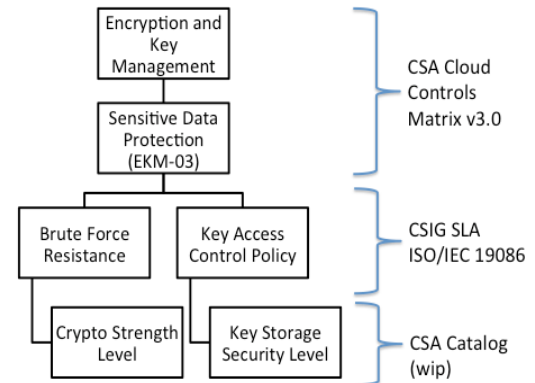 Encryption and
Key
Management
CSA Cloud
Controls
Matrix v3.0
Sensitive Data
Protection
(EKM-03)
Brute Force
Resistance
Key Access
Control Policy
CSIG SLA
ISO/IEC 19086
Crypto Strength
Level
Key Storage
Security Level
CSA Catalog
(wip)